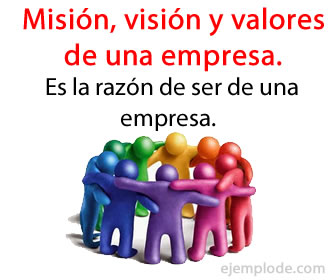 Misión, visión y valores
de una empresa.
Es la razón de ser de una
empresa.
ejemplode.com